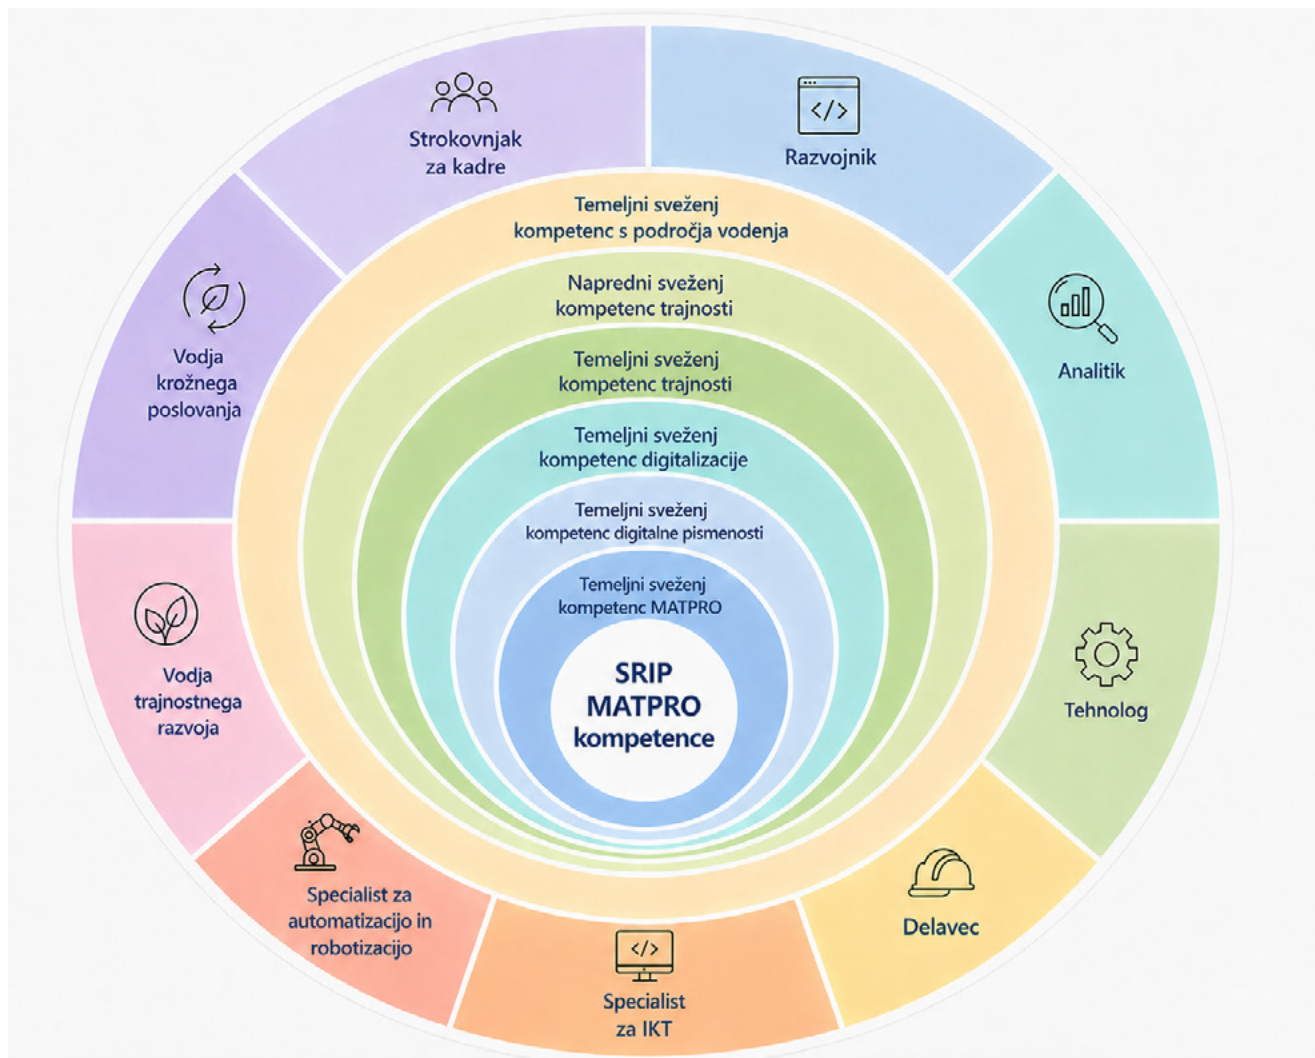 Strokovnjak
za kadre
Razvojnik
Analitik
Tehnolog
Delavec
Specialist
za IKT
Specialist za
automatizacijo in
robotizacijo
Vodja
trajnostnega
razvoja
Vodja
krožnega
poslovanja
Temeljni sveženj
kompetenc s področja vodenja
Napredni sveženj
kompetenc trajnosti
Temeljni sveženj
kompetenc trajnosti
Temeljni sveženj
kompetenc digitalizacije
Temeljni sveženj
kompetenc digitalne pismenosti
Temeljni sveženj
kompetenc MATPRO
SRIP
MATPRO
kompetence